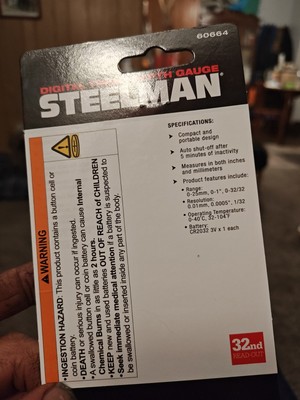 60664
DIGITAL GAUGE
STEELMAN
SPECIFICATIONS:
➤ Compact and
portable design
➤ Auto shut-off after
5 minutes of inactivity
➤ Measures in both inches
and millimeters
➤ Product features include:
• Range:
0-25mm, 0-1", 0-32/32
• Resolution:
0.01mm, 0.0005", 1/32
• Operating Temperature:
-40˚C, 32-104˚F
• Battery:
CR2032 3V x 1 each
32nd
READ-OUT
⚠ WARNING
• INGESTION HAZARD: This product contains a button cell or
coin battery.
• DEATH or serious injury can occur if ingested.
• A swallowed button cell or coin battery can cause Internal
Chemical Burns in as little as 2 hours.
• KEEP new and used batteries OUT OF REACH of CHILDREN
• Seek immediate medical attention if a battery is suspected to
be swallowed or inserted inside any part of the body.